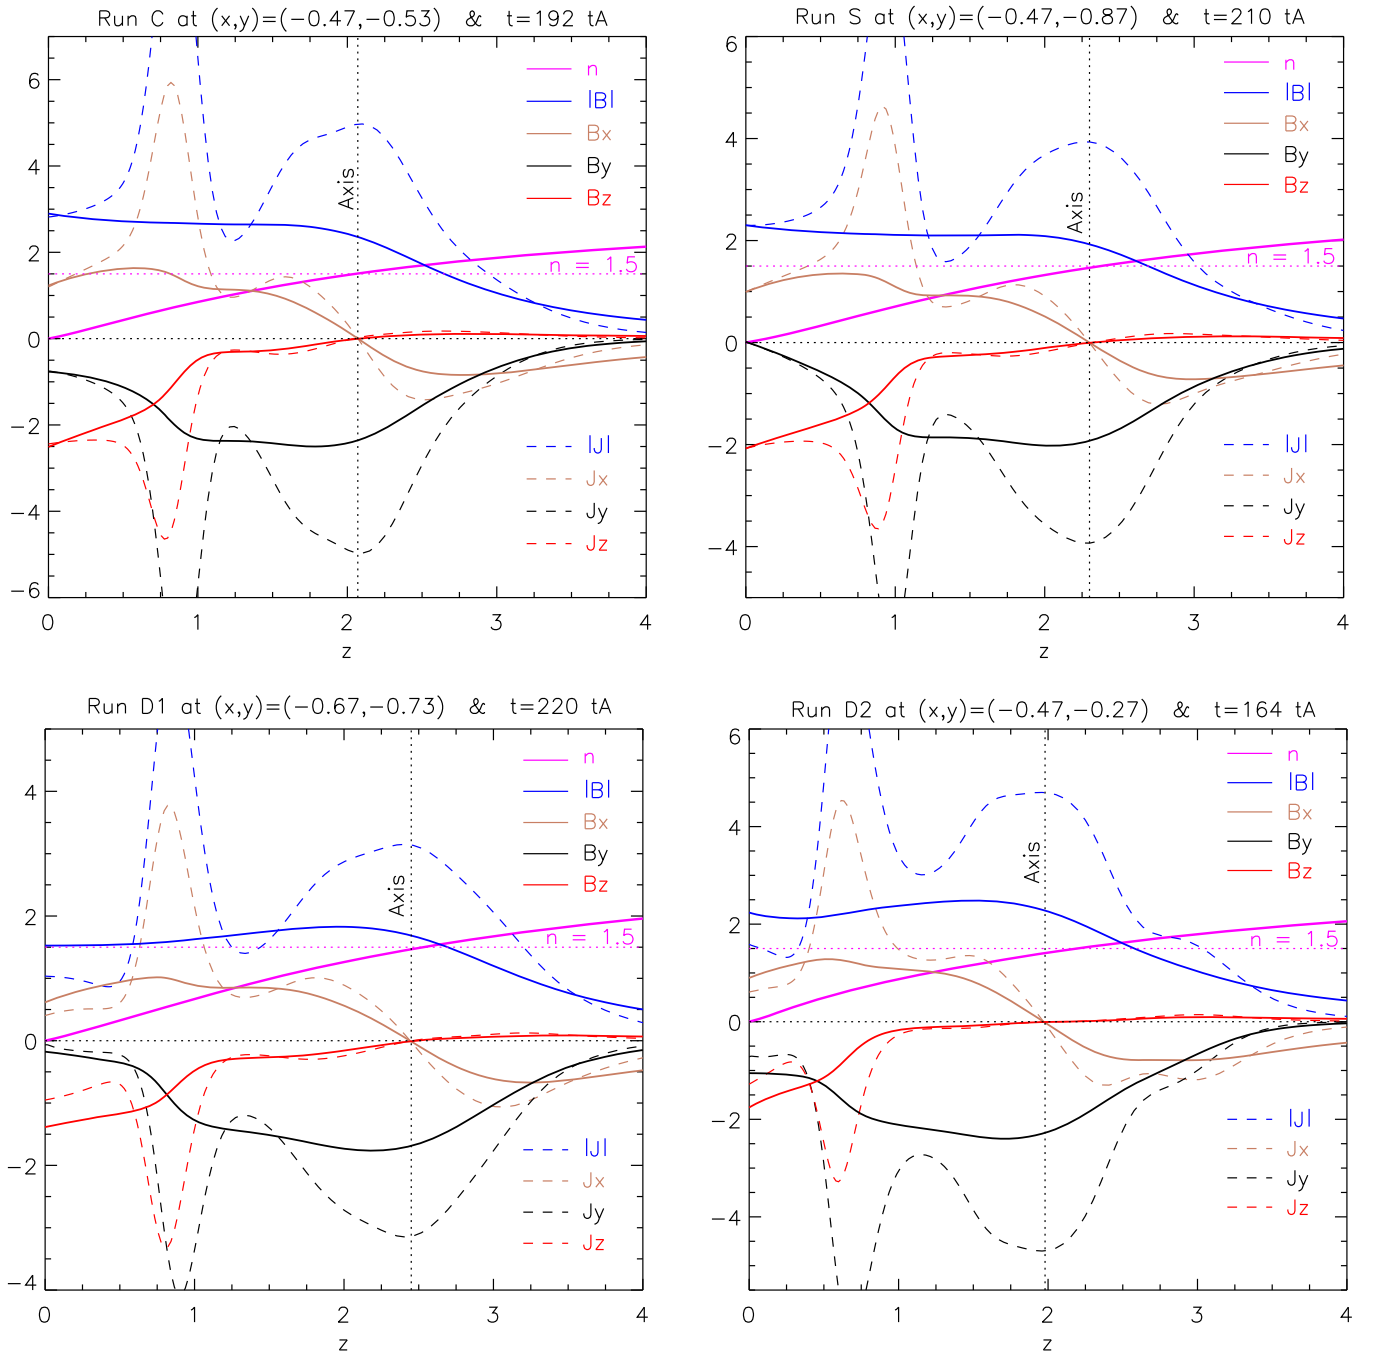 Run C at (x,y)=(−0.47,−0.53) & t=192 tA
n
|B|
Bx
By
Bz
Axis
n = 1.5
|J|
Jx
Jy
Jz
6
4
2
0
−2
−4
−6
0 1 2 3 4
z
Run S at (x,y)=(−0.47,−0.87) & t=210 tA
n
|B|
Bx
By
Bz
Axis
n = 1.5
|J|
Jx
Jy
Jz
6
4
2
0
−2
−4
0 1 2 3 4
z
Run D1 at (x,y)=(−0.67,−0.73) & t=220 tA
n
|B|
Bx
By
Bz
Axis
n = 1.5
|J|
Jx
Jy
Jz
4
2
0
−2
−4
0 1 2 3 4
z
Run D2 at (x,y)=(−0.47,−0.27) & t=164 tA
n
|B|
Bx
By
Bz
Axis
n = 1.5
|J|
Jx
Jy
Jz
6
4
2
0
−2
−4
0 1 2 3 4
z